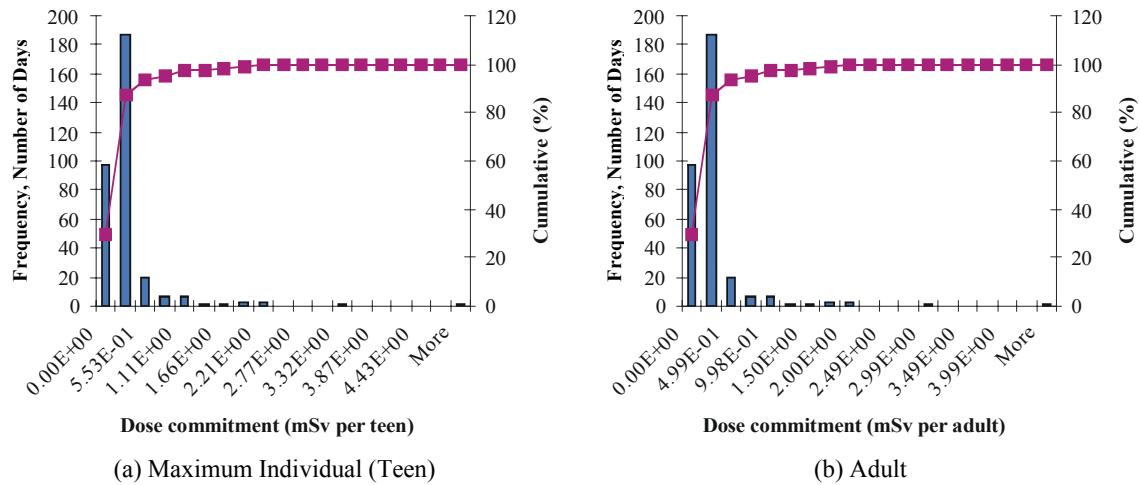 200
180
160
140
120
100
80
60
40
20
0
Frequency, Number of Days
120
100
80
60
40
20
0
Cumulative (%)
0.00E+00
5.53E-01
1.11E+00
1.66E+00
2.21E+00
2.77E+00
3.32E+00
3.87E+00
4.43E+00
More
Dose commitment (mSv per teen)
(a) Maximum Individual (Teen)
200
180
160
140
120
100
80
60
40
20
0
Frequency, Number of Days
120
100
80
60
40
20
0
Cumulative (%)
0.00E+00
4.99E-01
9.98E-01
1.50E+00
2.00E+00
2.49E+00
2.99E+00
3.49E+00
3.99E+00
More
Dose commitment (mSv per adult)
(b) Adult